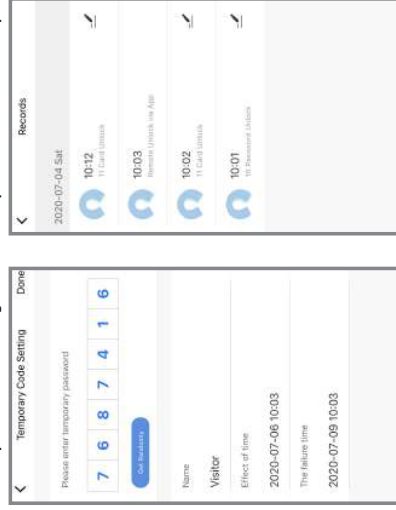 Temporary Code Setting
Done
Please enter temporary password
7 6 8 7 4 1 6
Get Randomly
Name
Visitor
Effect of time
2020-07-06 10:03
The failure time
2020-07-09 10:03
Records
2020-07-04 Sat
10:12
11 Card Unlock
10:03
Remote Unlock via App
10:02
11 Card Unlock
10:01
10 Password Unlock